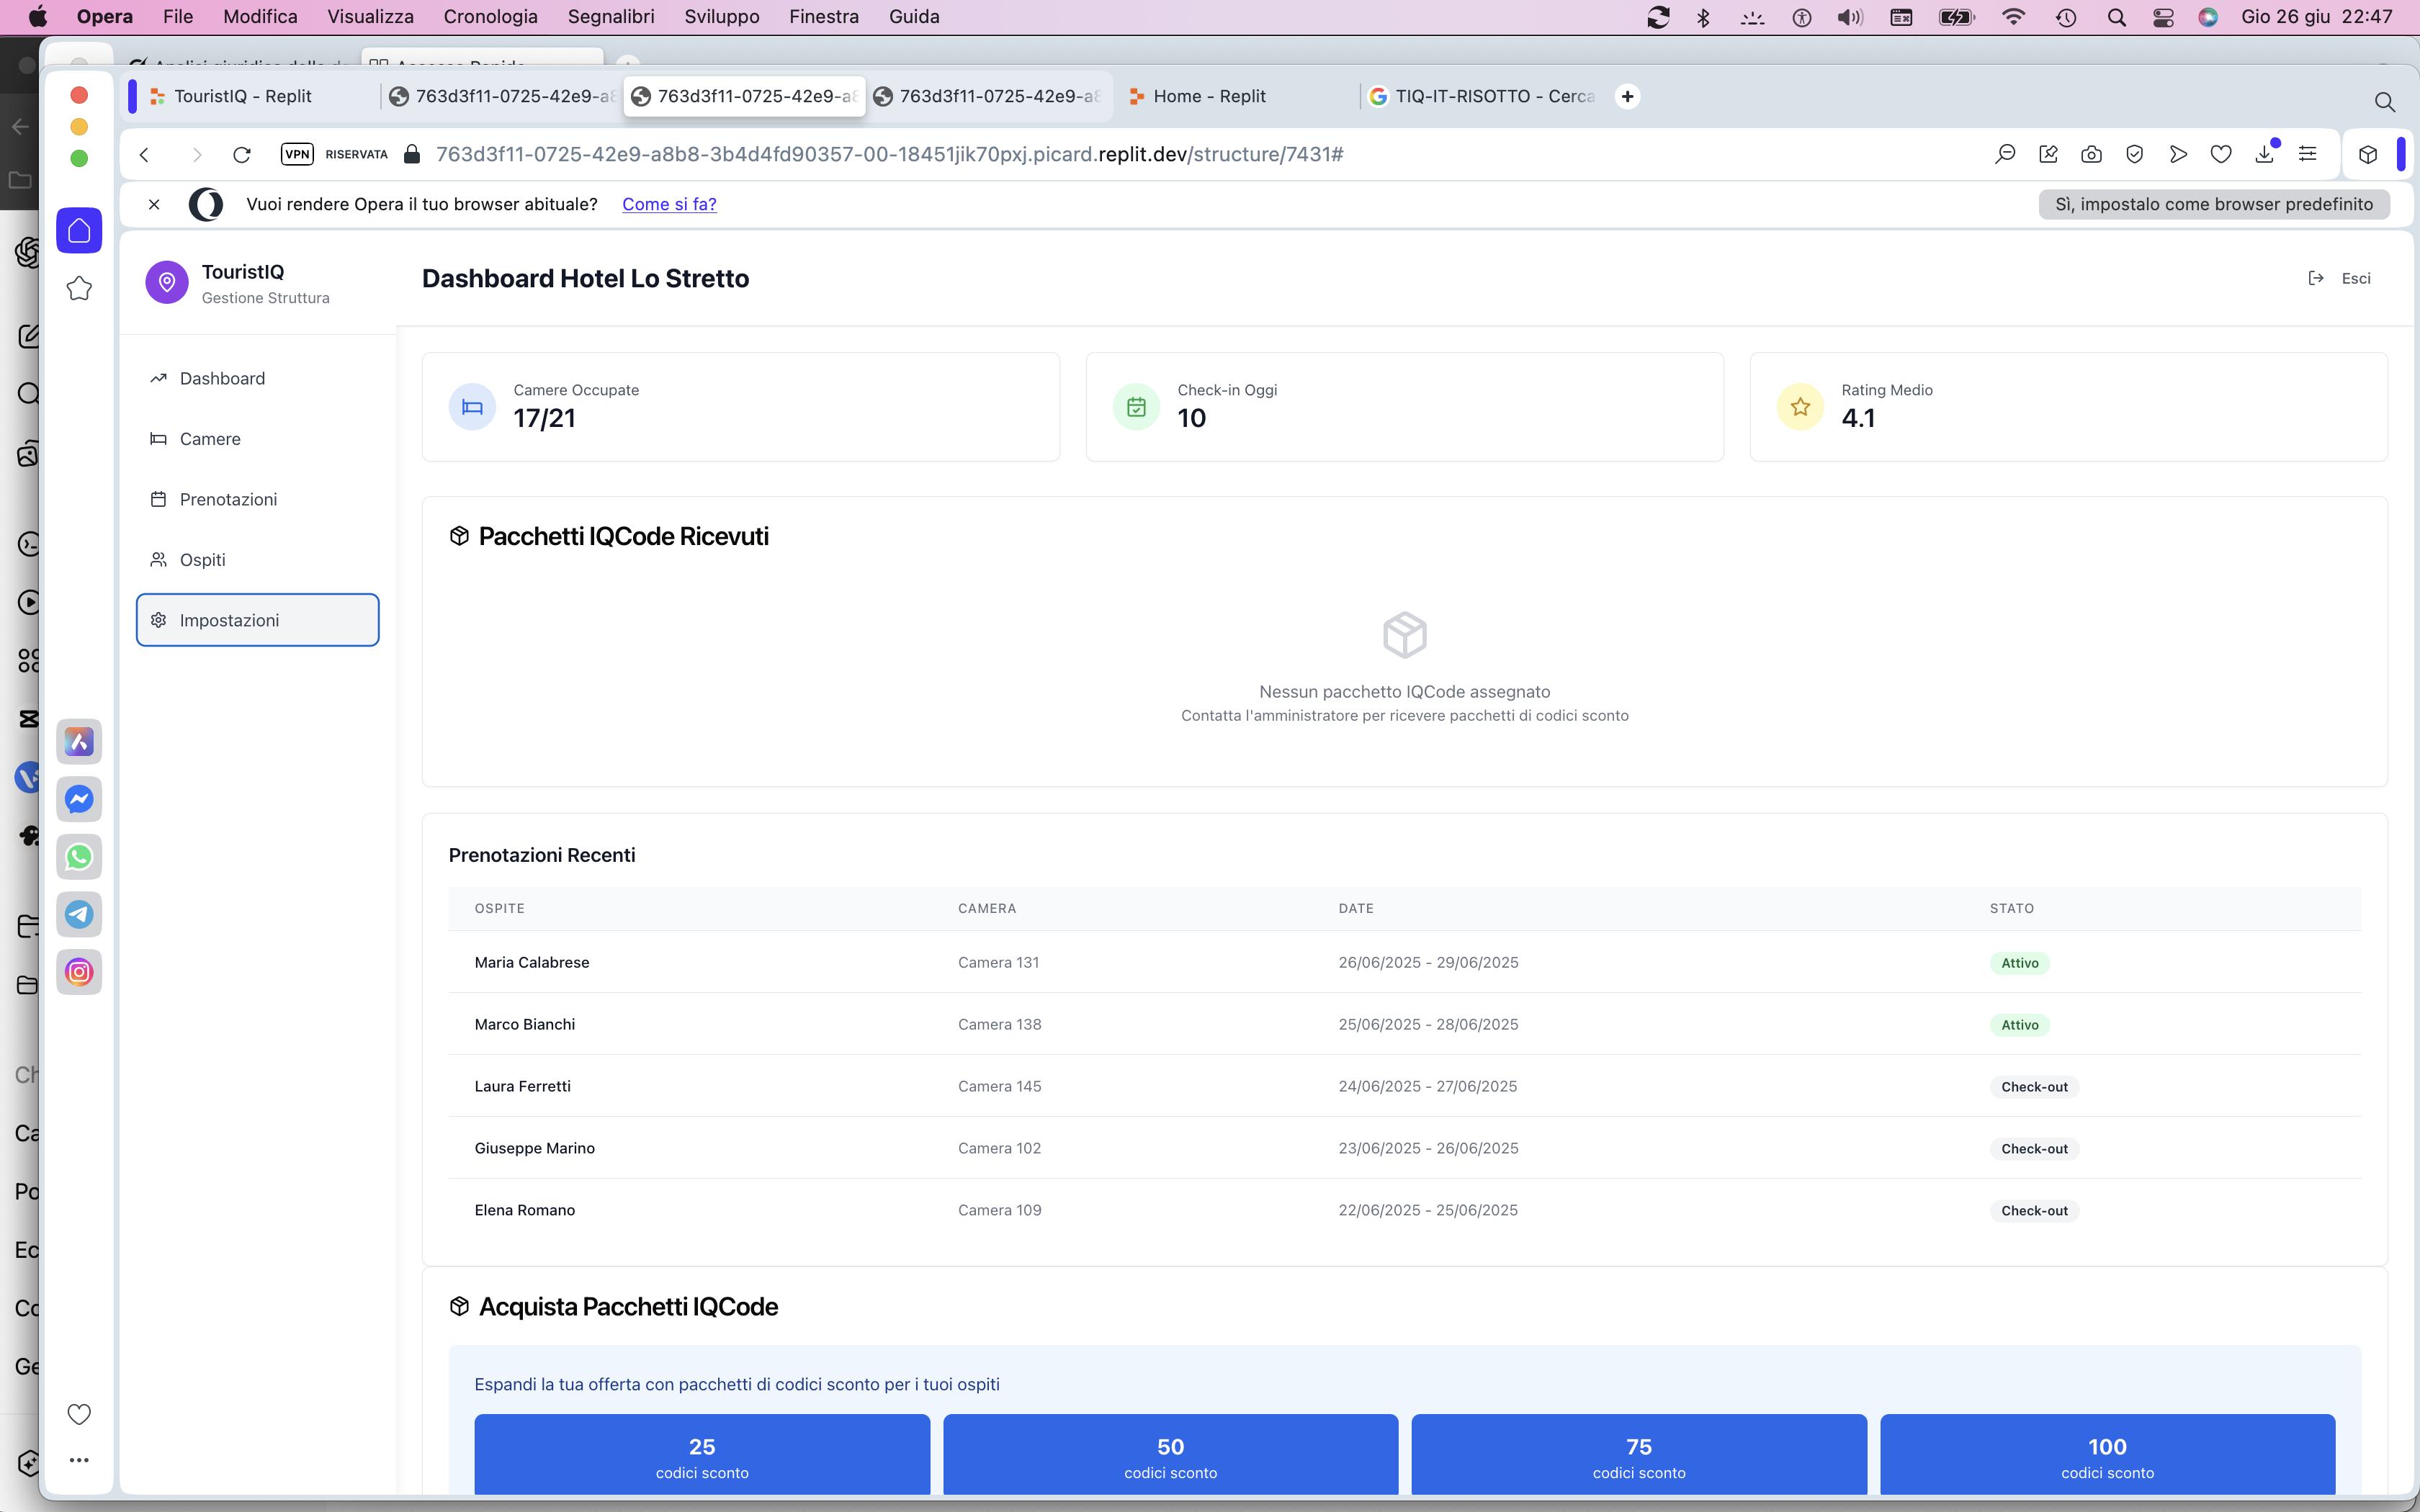 Opera File Modifica Visualizza Cronologia Segnalibri Sviluppo Finestra Guida Gio 26 giu 22:47
TouristIQ - Replit 763d3f11-0725-42e9-a8 763d3f11-0725-42e9-a8 763d3f11-0725-42e9-a8 Home - Replit TIQ-IT-RISOTTO - Cerca
VPN RISERVATA 763d3f11-0725-42e9-a8b8-3b4d4fd90357-00-18451jik70pxj.picard.replit.dev/structure/7431#
Vuoi rendere Opera il tuo browser abituale? Come si fa? Sì, impostalo come browser predefinito
TouristIQ
Gestione Struttura
Dashboard Hotel Lo Stretto
Esci
Dashboard
Camere
Prenotazioni
Ospiti
Impostazioni
Camere Occupate
17/21
Check-in Oggi
10
Rating Medio
4.1
Pacchetti IQCode Ricevuti
Nessun pacchetto IQCode assegnato
Contatta l'amministratore per ricevere pacchetti di codici sconto
Prenotazioni Recenti
OSPITE CAMERA DATE STATO
Maria Calabrese Camera 131 26/06/2025 - 29/06/2025 Attivo
Marco Bianchi Camera 138 25/06/2025 - 28/06/2025 Attivo
Laura Ferretti Camera 145 24/06/2025 - 27/06/2025 Check-out
Giuseppe Marino Camera 102 23/06/2025 - 26/06/2025 Check-out
Elena Romano Camera 109 22/06/2025 - 25/06/2025 Check-out
Acquista Pacchetti IQCode
Espandi la tua offerta con pacchetti di codici sconto per i tuoi ospiti
25
codici sconto
50
codici sconto
75
codici sconto
100
codici sconto
Ch
Ca
Po
Ec
Co
Ge